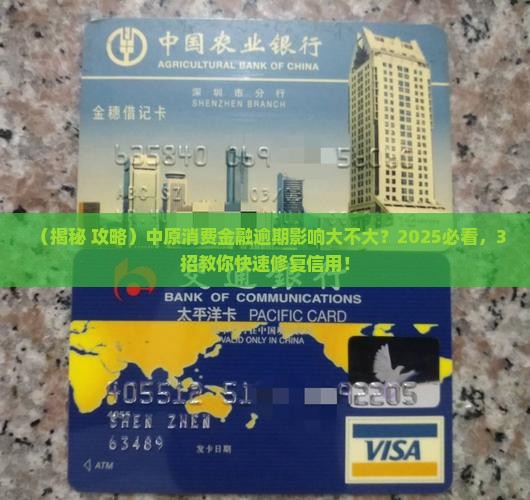 中国农业银行
AGRICULTURAL BANK OF CHINA
深圳市分行
SHENZHEN BRANCH
金穗借记卡
(揭秘 攻略)中原消费金融逾期影响大不大?2025必看,3
招教你快速修复信用!
交通银行
BANK OF COMMUNICATIONS
太平洋卡 PACIFIC CARD
VALID ONLY IN CHINA
SHEN ZHEN
63489
发卡日期
ATM
VISA